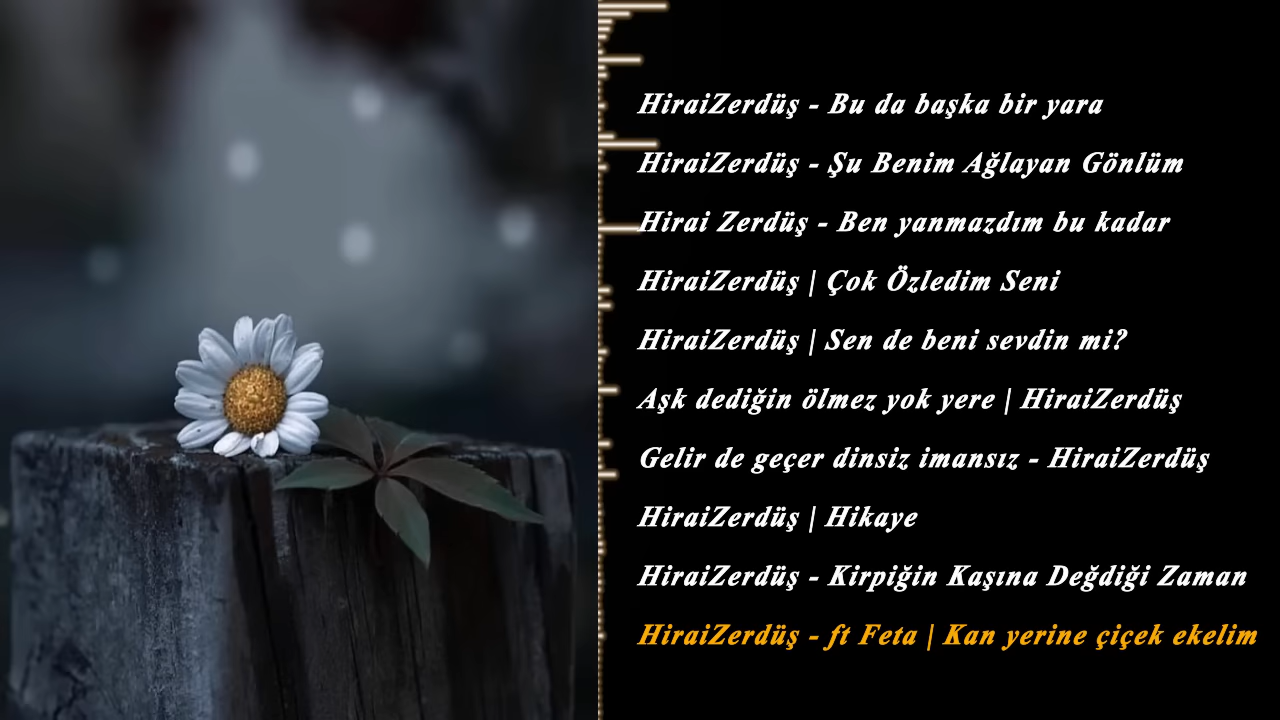 HiraiZerdüş - Bu da başka bir yara
HiraiZerdüş - Şu Benim Ağlayan Gönlüm
Hirai Zerdüş - Ben yanmazdım bu kadar
HiraiZerdüş | Çok Özledim Seni
HiraiZerdüş | Sen de beni sevdin mi?
Aşk dediğin ölmez yok yere | HiraiZerdüş
Gelir de geçer dinsiz imansız - HiraiZerdüş
HiraiZerdüş | Hikaye
HiraiZerdüş - Kirpiğin Kaşına Değdiği Zaman
HiraiZerdüş - ft Feta | Kan yerine çiçek ekelim